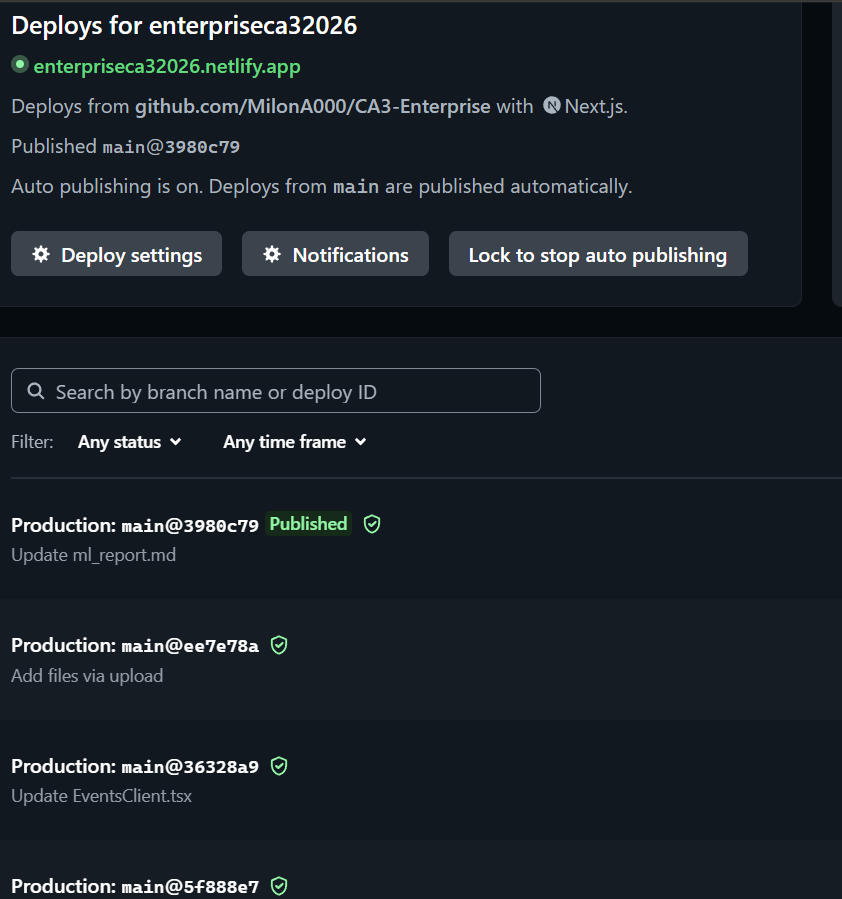 Deploys for enterpriseca32026
enterpriseca32026.netlify.app
Deploys from github.com/MilonA000/CA3-Enterprise with N Next.js.
Published main@3980c79
Auto publishing is on. Deploys from main are published automatically.
Deploy settings Notifications Lock to stop auto publishing
Search by branch name or deploy ID
Filter: Any status Any time frame
Production: main@3980c79 Published
Update ml_report.md
Production: main@ee7e78a
Add files via upload
Production: main@36328a9
Update EventsClient.tsx
Production: main@5f888e7